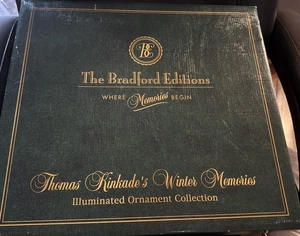 BE
The Bradford Editions
WHERE Memories BEGIN
Thomas Kinkade's Winter Memories
Illuminated Ornament Collection